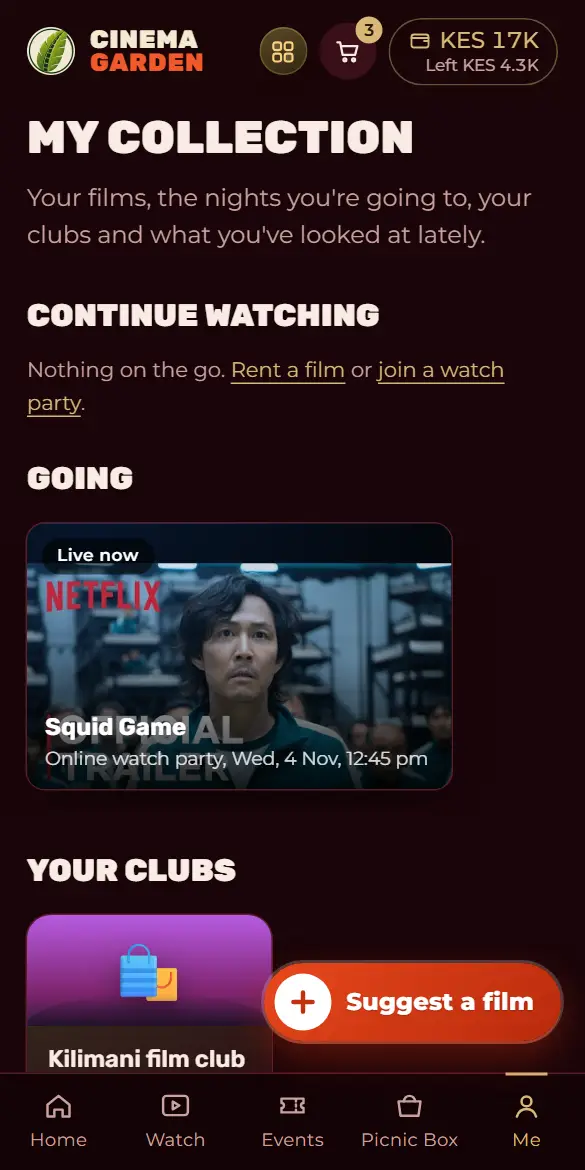 CINEMA
GARDEN
3
KES 17K
Left KES 4.3K
MY COLLECTION
Your films, the nights you're going to, your
clubs and what you've looked at lately.
CONTINUE WATCHING
Nothing on the go. Rent a film or join a watch
party.
GOING
Live now
NETFLIX
OFFICIAL
Squid Game
TRAILER
Online watch party, Wed, 4 Nov, 12:45 pm
YOUR CLUBS
Kilimani film club
Suggest a film
Home
Watch
Events
Picnic Box
Me